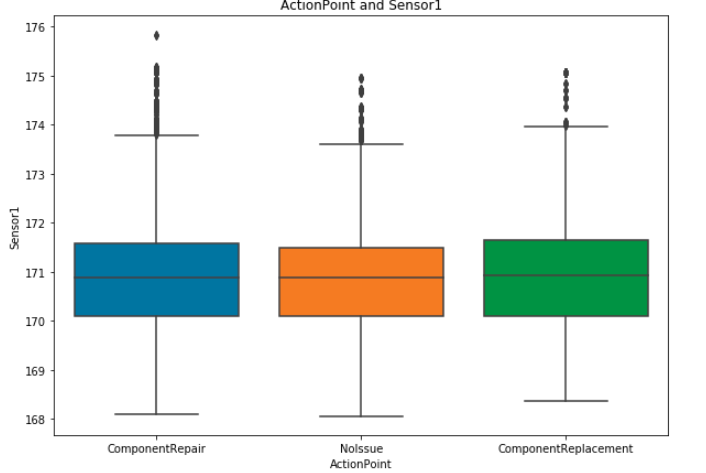 ActionPoint and Sensor1
176
175
174
173
172
171
170
169
168
Sensor1
ComponentRepair
NoIssue
ComponentReplacement
ActionPoint